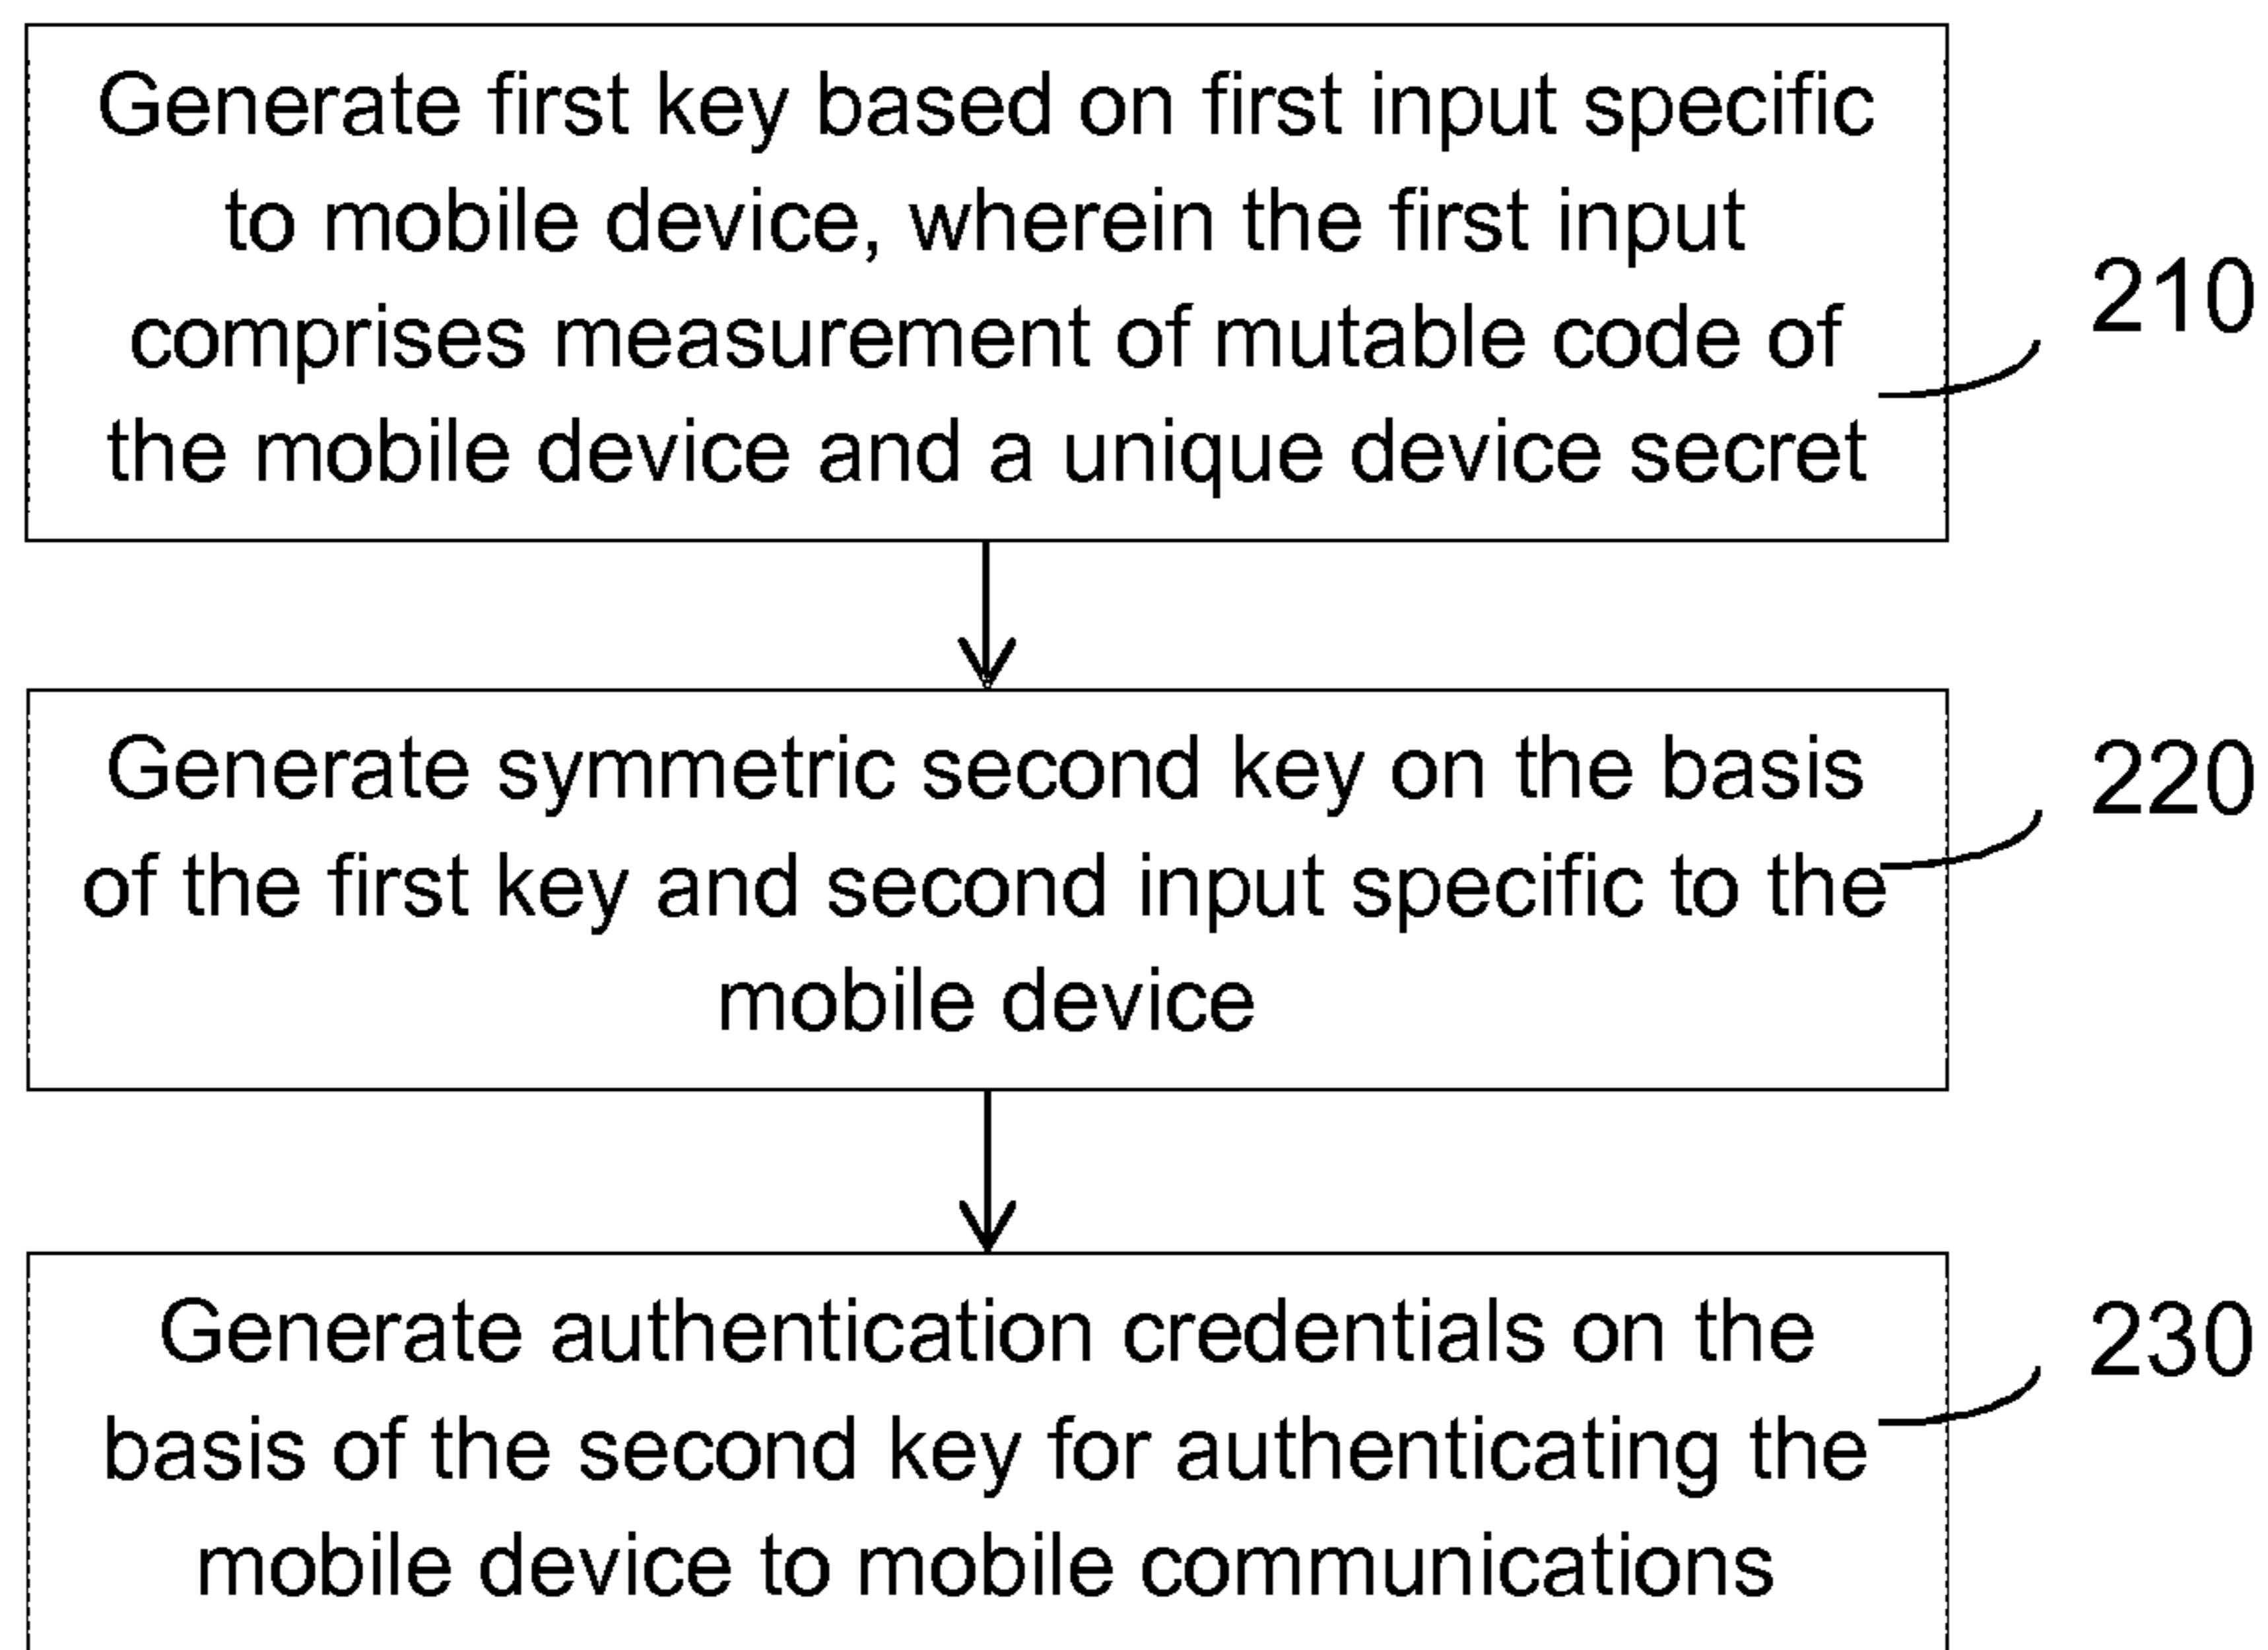 Generate first key based on first input specific
to mobile device, wherein the first input
comprises measurement of mutable code of
the mobile device and a unique device secret
210
Generate symmetric second key on the basis
of the first key and second input specific to the
mobile device
220
Generate authentication credentials on the
basis of the second key for authenticating the
mobile device to mobile communications
230